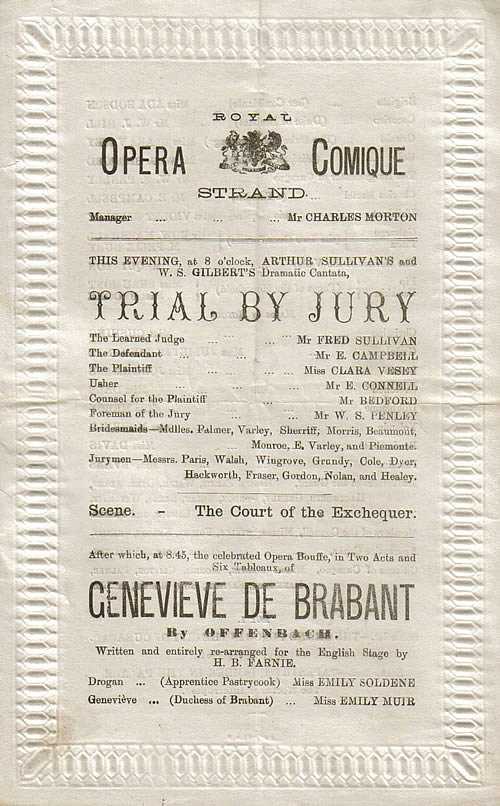 ROYAL
OPERA COMIQUE
STRAND.
Manager ... ... ... Mr CHARLES MORTON
THIS EVENING, at 8 o'clock, ARTHUR SULLIVAN'S and
W. S. GILBERT'S Dramatic Cantata,
TRIAL BY JURY
The Learned Judge ... ... Mr FRED SULLIVAN
The Defendant ... ... Mr E. CAMPBELL
The Plaintiff ... ... Miss CLARA VESEY
Usher ... ... ... Mr E. CONNELL
Counsel for the Plaintiff ... Mr BEDFORD
Foreman of the Jury ... ... Mr W. S. PENLEY
Bridesmaids—Mdlles. Palmer, Varley, Sherriff, Morris, Beaumont,
Monroe, E. Varley, and Piemonte.
Jurymen—Messrs. Paris, Walsh, Wingrove, Grundy, Cole, Dyer,
Hackworth, Fraser, Gordon, Nolan, and Healey.
Scene. - The Court of the Exchequer.
After which, at 8.45, the celebrated Opera Bouffe, in Two Acts and
Six Tableaux, of
GENEVIEVE DE BRABANT
By OFFENBACH.
Written and entirely re-arranged for the English Stage by
H. B. FARNIE.
Drogan ... (Apprentice Pastrycook) Miss EMILY SOLDENE
Geneviève ... (Duchess of Brabant) ... Miss EMILY MUIR